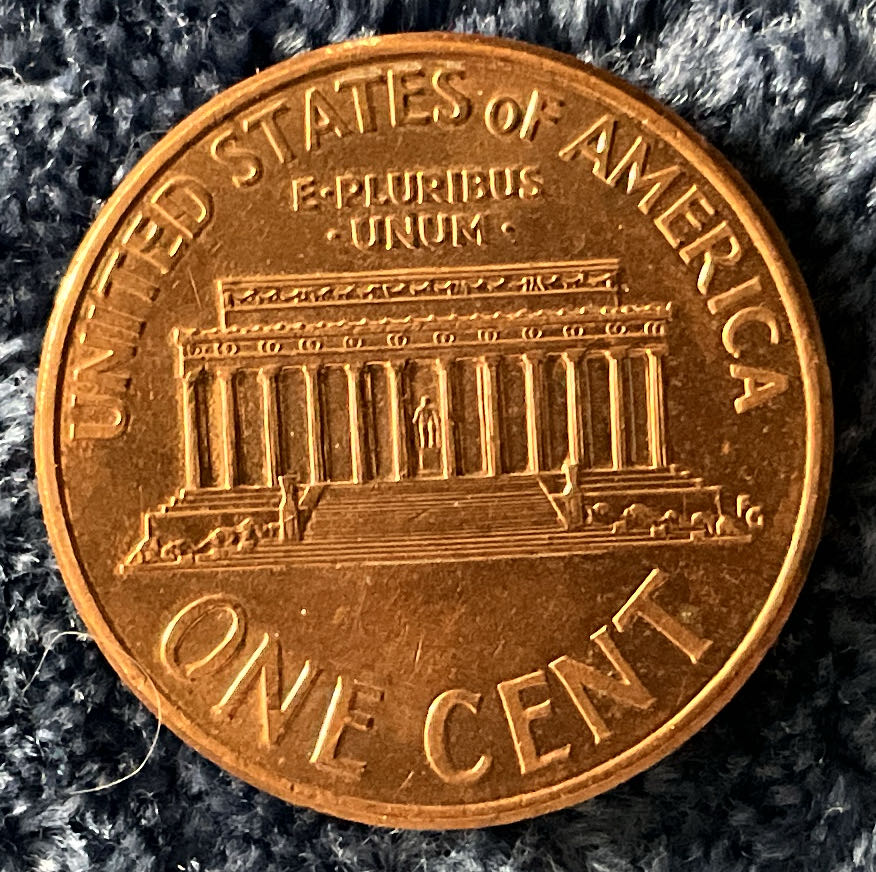 UNITED STATES oF AMERICA
E·PLURIBUS
·UNUM·
FG
ONE CENT